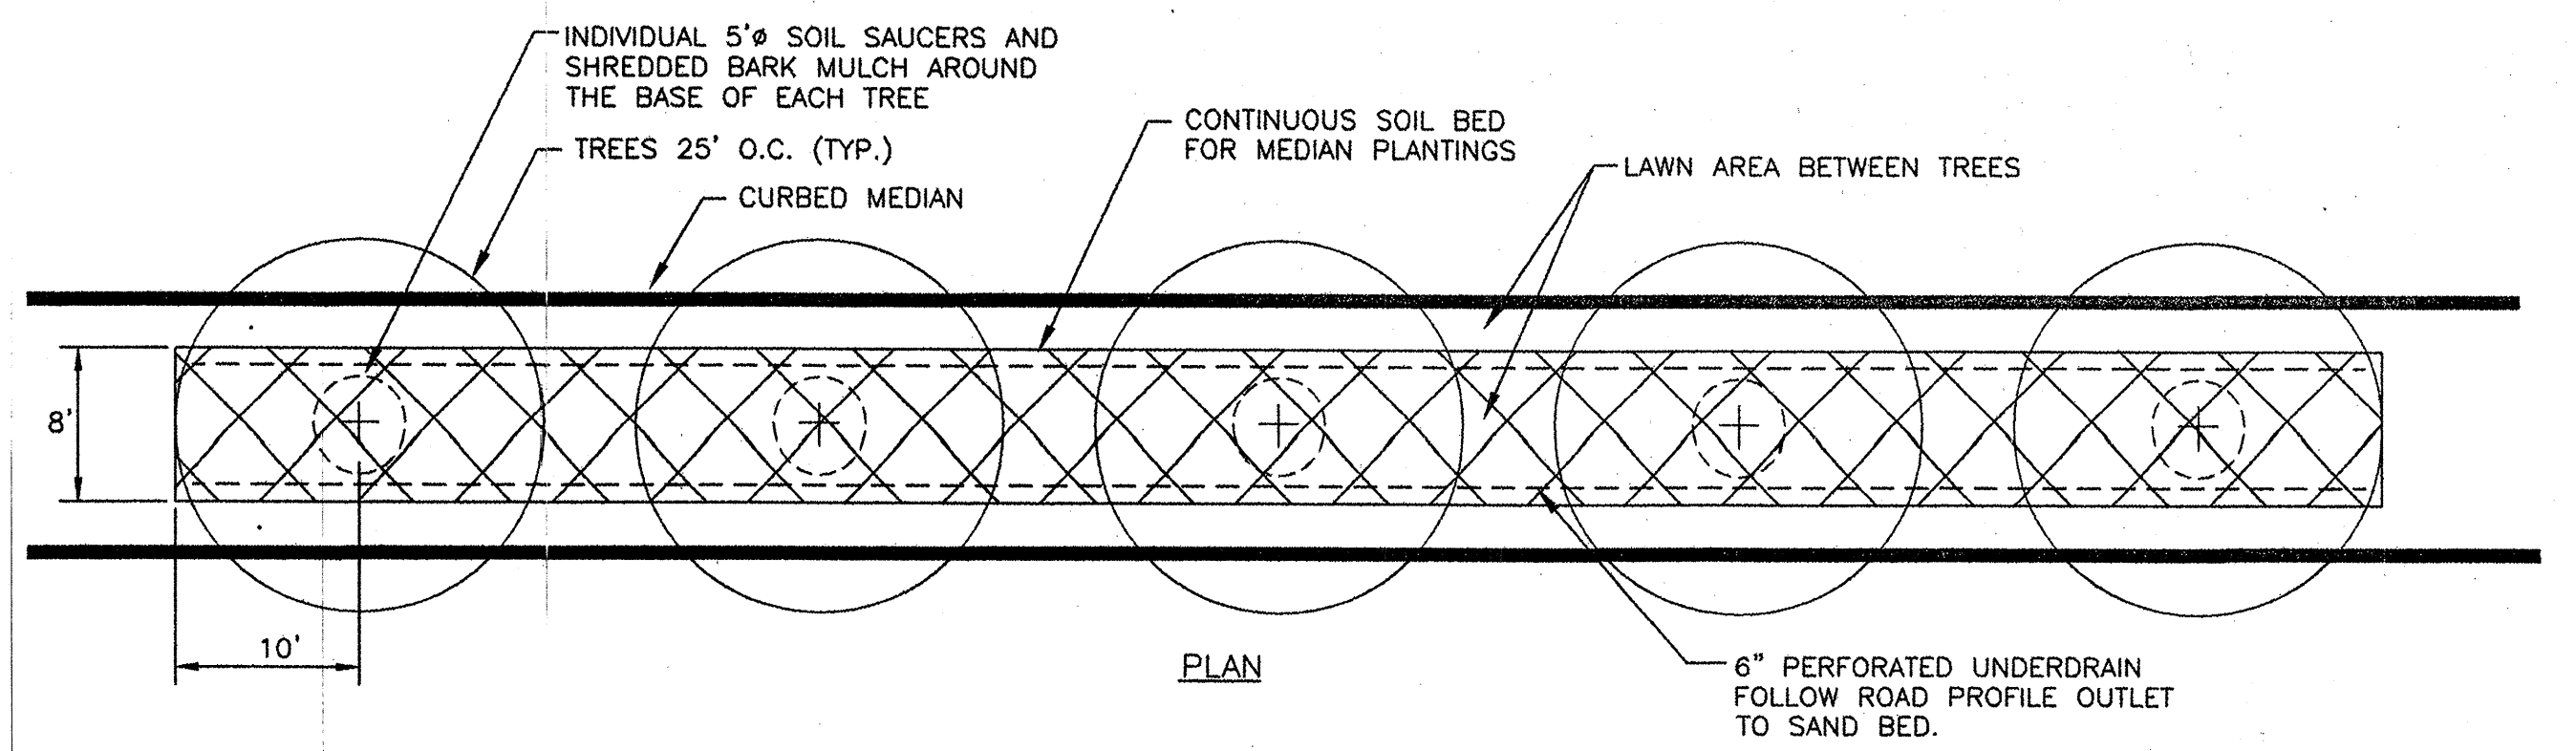 INDIVIDUAL 5'ø SOIL SAUCERS AND
SHREDDED BARK MULCH AROUND
THE BASE OF EACH TREE
TREES 25' O.C. (TYP.)
CURBED MEDIAN
CONTINUOUS SOIL BED
FOR MEDIAN PLANTINGS
LAWN AREA BETWEEN TREES
8'
10'
PLAN
6" PERFORATED UNDERDRAIN
FOLLOW ROAD PROFILE OUTLET
TO SAND BED.